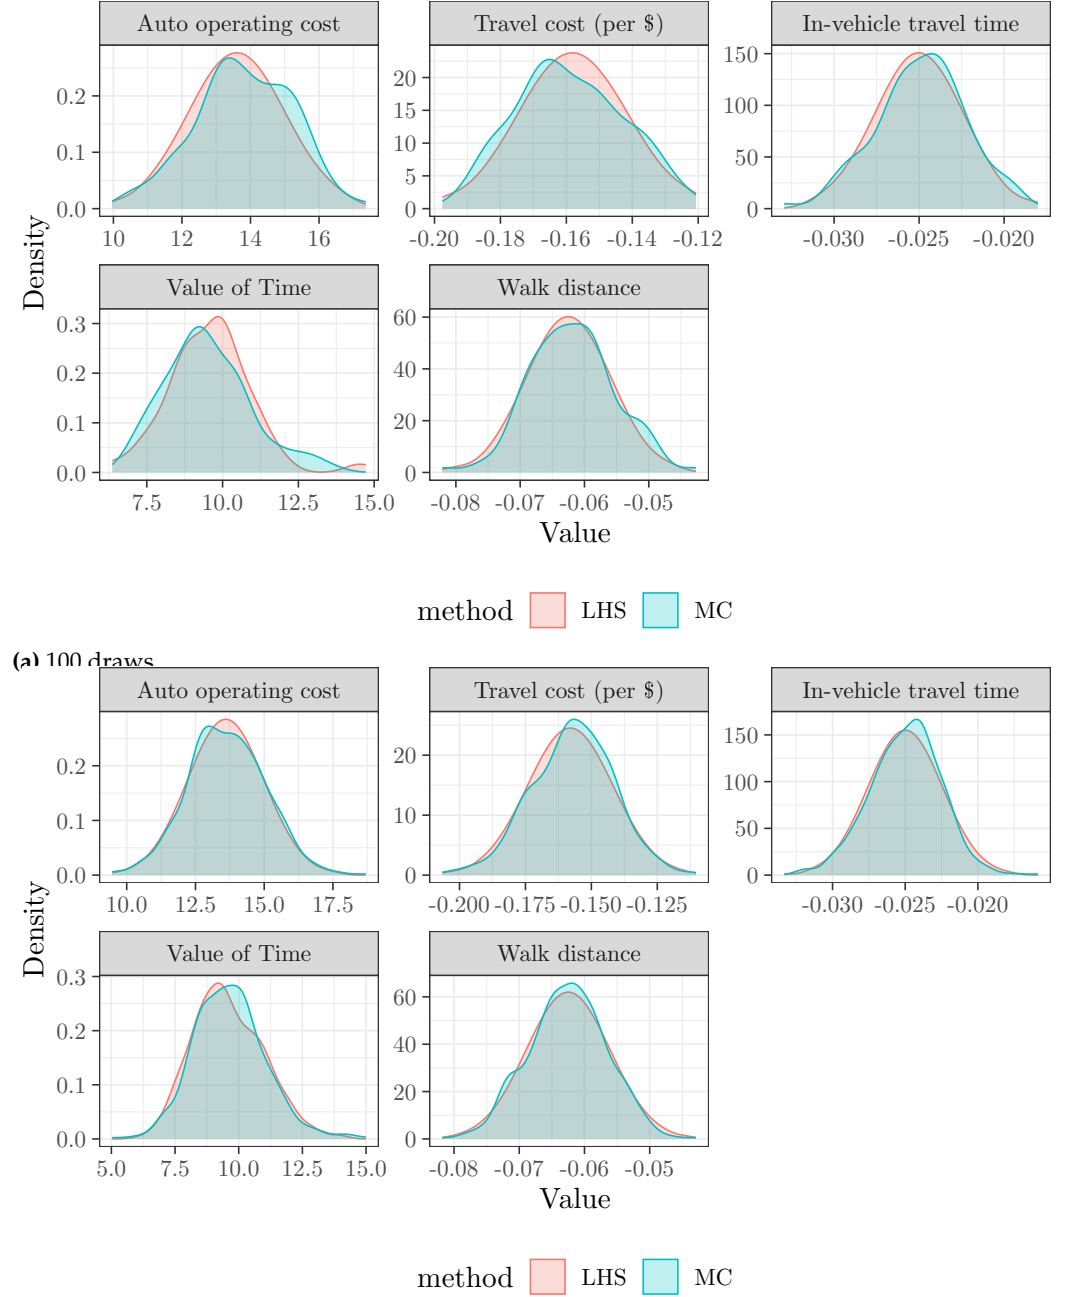 Auto operating cost Travel cost (per $) In-vehicle travel time
0.2
0.1
0.0
10 12 14 16
20
15
10
5
0
-0.20 -0.18 -0.16 -0.14 -0.12
150
100
50
0
-0.030 -0.025 -0.020
Density
Value of Time Walk distance
0.3
0.2
0.1
0.0
7.5 10.0 12.5 15.0
60
40
20
0
-0.08 -0.07 -0.06 -0.05
Value
method LHS MC
(a) 100 draws
Auto operating cost Travel cost (per $) In-vehicle travel time
0.2
0.1
0.0
10.0 12.5 15.0 17.5
20
10
0
-0.200 -0.175 -0.150 -0.125
150
100
50
0
-0.030 -0.025 -0.020
Density
Value of Time Walk distance
0.3
0.2
0.1
0.0
5.0 7.5 10.0 12.5 15.0
60
40
20
0
-0.08 -0.07 -0.06 -0.05
Value
method LHS MC